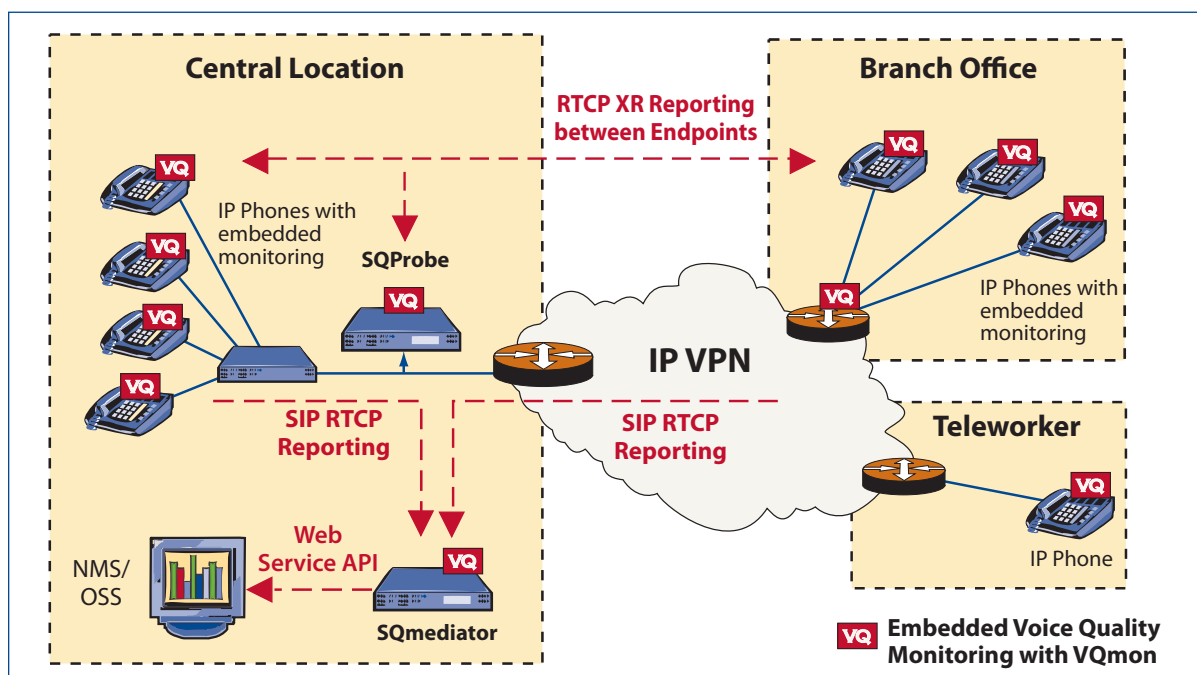 Central Location
Branch Office
RTCP XR Reporting
between Endpoints
VQ
VQ
VQ
VQ
IP Phones with
embedded
monitoring
SQProbe
VQ
VQ
VQ
VQ
VQ
VQ
IP Phones with
embedded
monitoring
IP VPN
SIP RTCP
Reporting
SIP RTCP
Reporting
Teleworker
VQ
IP Phone
Web
Service API
NMS/
OSS
VQ
SQmediator
VQ
Embedded Voice Quality
Monitoring with VQmon